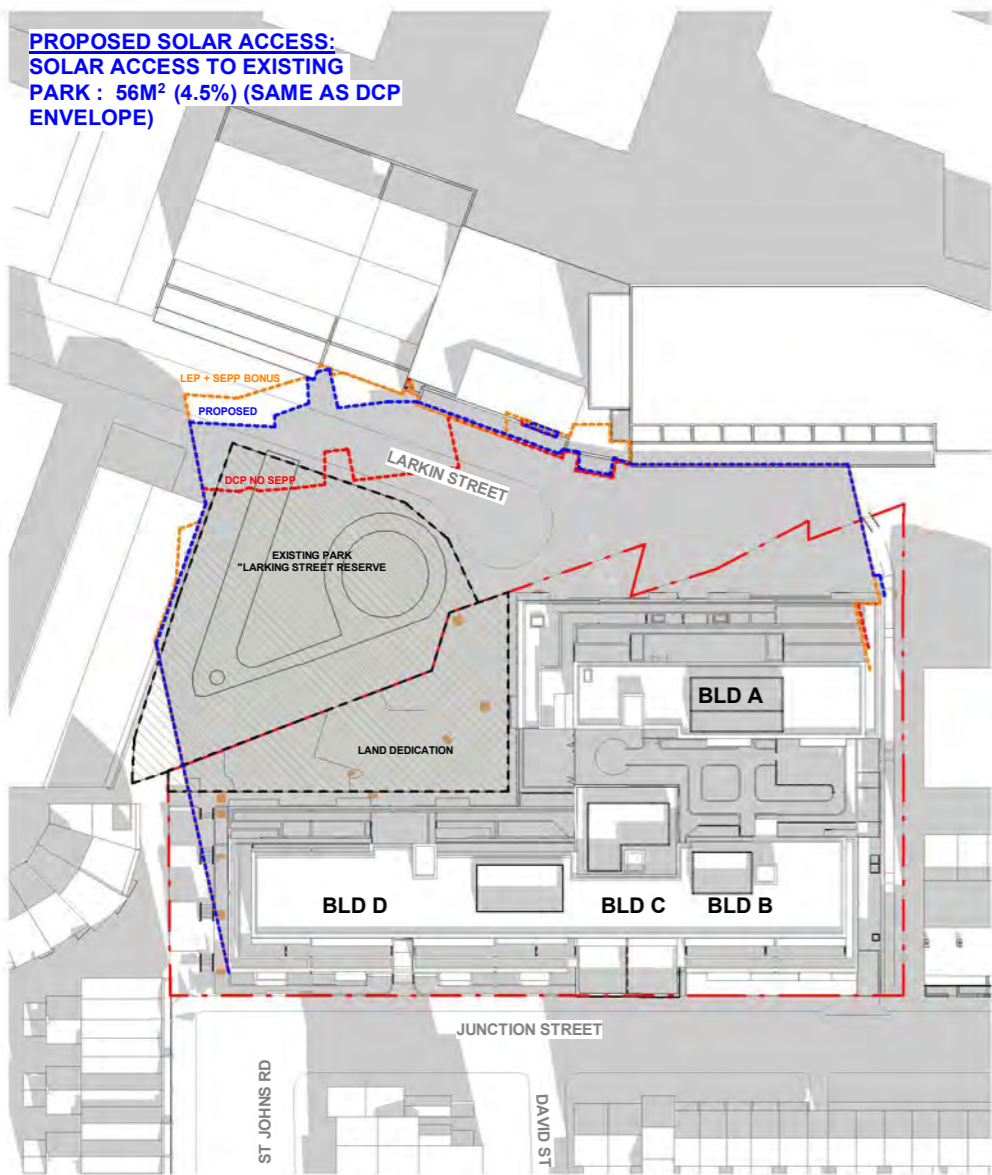 PROPOSED SOLAR ACCESS:
SOLAR ACCESS TO EXISTING
PARK : 56M² (4.5%) (SAME AS DCP
ENVELOPE)
LEP + SEPP BONUS
PROPOSED
DCP NO SEPP
LARKIN STREET
EXISTING PARK
"LARKING STREET RESERVE
BLD A
LAND DEDICATION
BLD D
BLD C
BLD B
JUNCTION STREET
ST JOHNS RD
DAVID ST